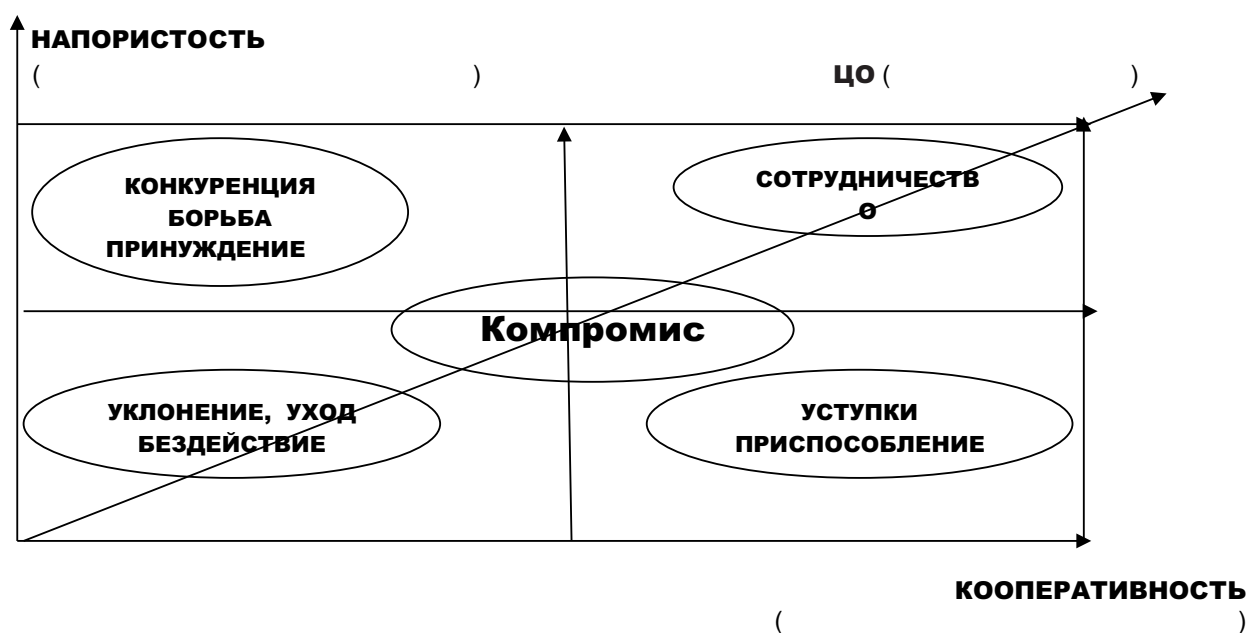 НАПОРИСТОСТЬ
( ) ЦО ( )
КОНКУРЕНЦИЯ
БОРЬБА
ПРИНУЖДЕНИЕ
СОТРУДНИЧЕСТВ
О
Компромис
УКЛОНЕНИЕ, УХОД
БЕЗДЕЙСТВИЕ
УСТУПКИ
ПРИСПОСОБЛЕНИЕ
КООПЕРАТИВНОСТЬ
( )